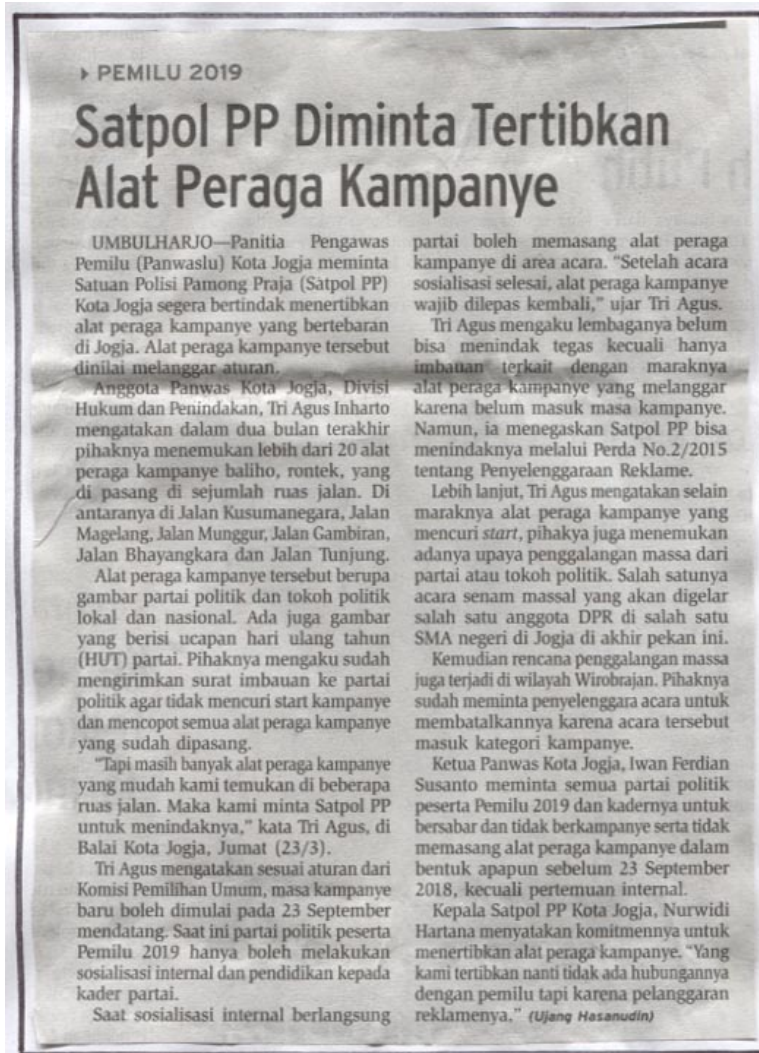 PEMILU 2019
Satpol PP Diminta Tertibkan
Alat Peraga Kampanye
UMBULHARJO—Panitia Pengawas
Pemilu (Panwaslu) Kota Jogja meminta
Satuan Polisi Pamong Praja (Satpol PP)
Kota Jogja segera bertindak menertibkan
alat peraga kampanye yang bertebaran
di Jogja. Alat peraga kampanye tersebut
dinilai melanggar aturan.
Anggota Panwas Kota Jogja, Divisi
Hukum dan Penindakan, Tri Agus Inharto
mengatakan dalam dua bulan terakhir
pihaknya menemukan lebih dari 20 alat
peraga kampanye baliho, rontek, yang
di pasang di sejumlah ruas jalan. Di
antaranya di Jalan Kusumanegara, Jalan
Magelang, Jalan Munggur, Jalan Gambiran,
Jalan Bhayangkara dan Jalan Tunjung.
Alat peraga kampanye tersebut berupa
gambar partai politik dan tokoh politik
lokal dan nasional. Ada juga gambar
yang berisi ucapan hari ulang tahun
(HUT) partai. Pihaknya mengaku sudah
mengirimkan surat imbauan ke partai
politik agar tidak mencuri start kampanye
dan mencopot semua alat peraga kampanye
yang sudah dipasang.
"Tapi masih banyak alat peraga kampanye
yang mudah kami temukan di beberapa
ruas jalan. Maka kami minta Satpol PP
untuk menindaknya," kata Tri Agus, di
Balai Kota Jogja, Jumat (23/3).
Tri Agus mengatakan sesuai aturan dari
Komisi Pemilihan Umum, masa kampanye
baru boleh dimulai pada 23 September
mendatang. Saat ini partai politik peserta
Pemilu 2019 hanya boleh melakukan
sosialisasi internal dan pendidikan kepada
kader partai.
Saat sosialisasi internal berlangsung
partai boleh memasang alat peraga
kampanye di area acara. "Setelah acara
sosialisasi selesai, alat peraga kampanye
wajib dilepas kembali," ujar Tri Agus.
Tri Agus mengaku lembaganya belum
bisa menindak tegas kecuali hanya
imbauan terkait dengan maraknya
alat peraga kampanye yang melanggar
karena belum masuk masa kampanye.
Namun, ia menegaskan Satpol PP bisa
menindaknya melalui Perda No.2/2015
tentang Penyelenggaraan Reklame.
Lebih lanjut, Tri Agus mengatakan selain
maraknya alat peraga kampanye yang
mencuri start, pihakya juga menemukan
adanya upaya penggalangan massa dari
partai atau tokoh politik. Salah satunya
acara senam massal yang akan digelar
salah satu anggota DPR di salah satu
SMA negeri di Jogja di akhir pekan ini.
Kemudian rencana penggalangan massa
juga terjadi di wilayah Wirobrajan. Pihaknya
sudah meminta penyelenggara acara untuk
membatalkannya karena acara tersebut
masuk kategori kampanye.
Ketua Panwas Kota Jogja, Iwan Ferdian
Susanto meminta semua partai politik
peserta Pemilu 2019 dan kadernya untuk
bersabar dan tidak berkampanye serta tidak
memasang alat peraga kampanye dalam
bentuk apapun sebelum 23 September
2018, kecuali pertemuan internal.
Kepala Satpol PP Kota Jogja, Nurwidi
Hartana menyatakan komitmennya untuk
menertibkan alat peraga kampanye. "Yang
kami tertibkan nanti tidak ada hubungannya
dengan pemilu tapi karena pelanggaran
reklamenya." (Ujang Hasanudin)